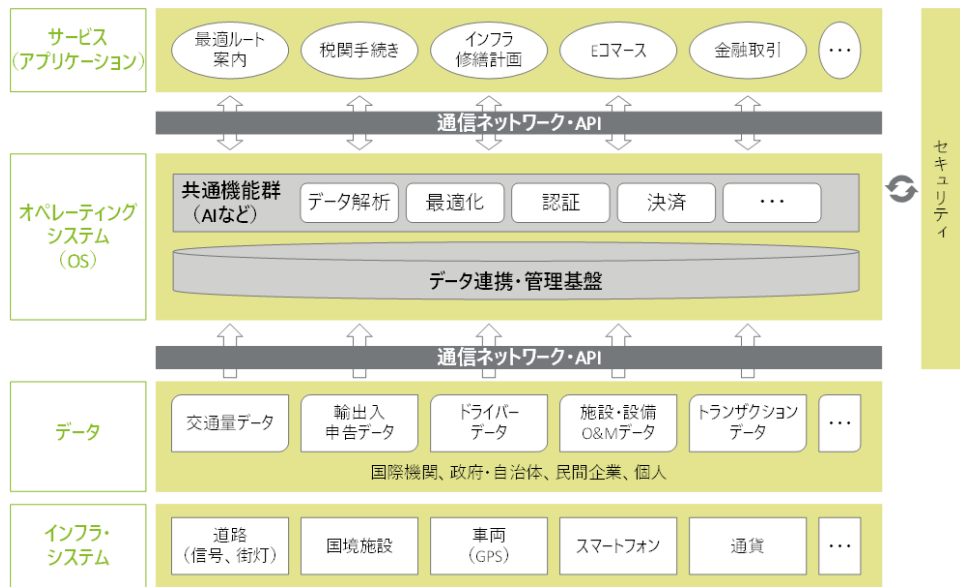 サービス
(アプリケーション)
最適ルート
案内
税関手続き
インフラ
修繕計画
Eコマース
金融取引
…
通信ネットワーク・API
オペレーティング
システム
(OS)
共通機能群
(AIなど)
データ解析
最適化
認証
決済
…
データ連携・管理基盤
セキュリティ
通信ネットワーク・API
データ
交通量データ
輸出入
申告データ
ドライバー
データ
施設・設備
O&Mデータ
トランザクション
データ
…
国際機関、政府・自治体、民間企業、個人
インフラ・
システム
道路
(信号、街灯)
国境施設
車両
(GPS)
スマートフォン
通貨
…